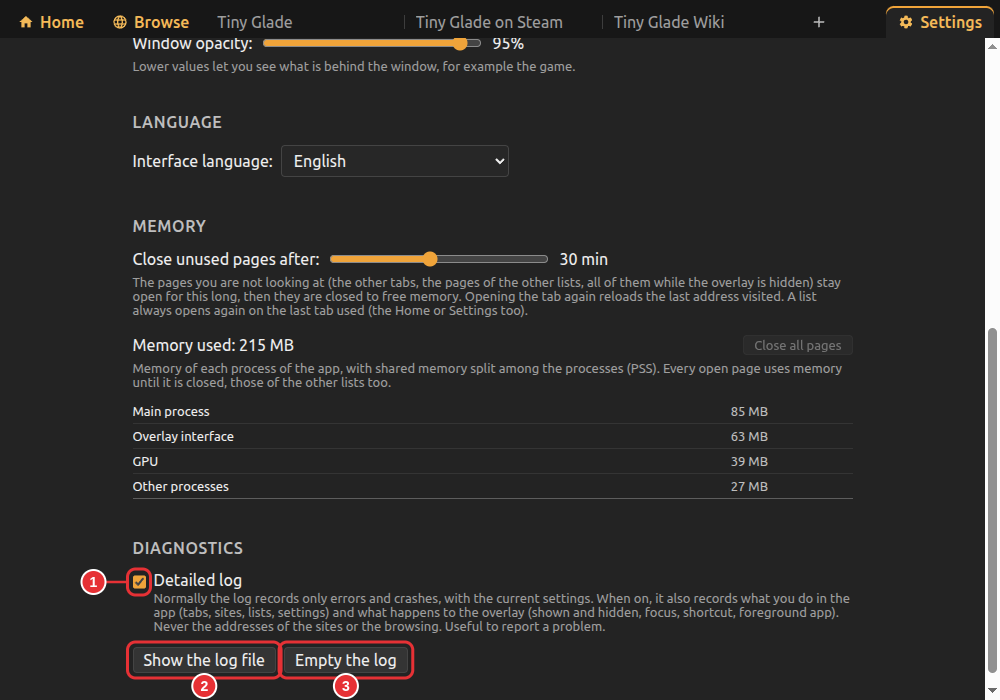 Home Browse Tiny Glade Tiny Glade on Steam Tiny Glade Wiki + Settings
Window opacity: 95%
Lower values let you see what is behind the window, for example the game.
LANGUAGE
Interface language: English
MEMORY
Close unused pages after: 30 min
The pages you are not looking at (the other tabs, the pages of the other lists, all of them while the overlay is hidden) stay
open for this long, then they are closed to free memory. Opening the tab again reloads the last address visited. A list
always opens again on the last tab used (the Home or Settings too).
Memory used: 215 MB Close all pages
Memory of each process of the app, with shared memory split among the processes (PSS). Every open page uses memory
until it is closed, those of the other lists too.
Main process 85 MB
Overlay interface 63 MB
GPU 39 MB
Other processes 27 MB
DIAGNOSTICS
1 Detailed log
Normally the log records only errors and crashes, with the current settings. When on, it also records what you do in the
app (tabs, sites, lists, settings) and what happens to the overlay (shown and hidden, focus, shortcut, foreground app).
Never the addresses of the sites or the browsing. Useful to report a problem.
Show the log file Empty the log
2 3